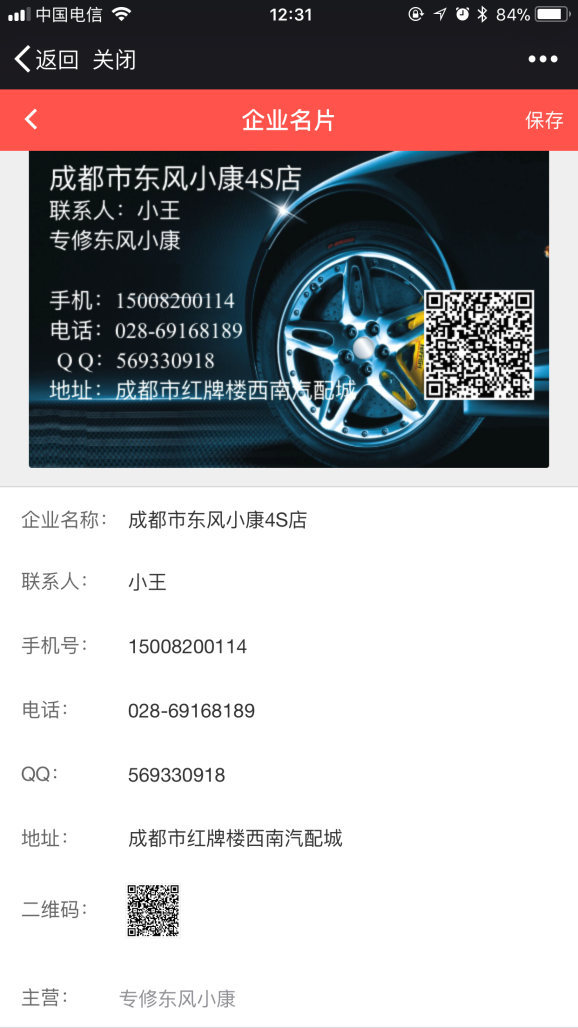 中国电信
12:31
84%
返回 关闭
企业名片
保存
成都市东风小康4S店
联系人：小王
专修东风小康
手机：15008200114
电话：028-69168189
QQ：569330918
地址：成都市红牌楼西南汽配城
企业名称：成都市东风小康4S店
联系人：小王
手机号：15008200114
电话：028-69168189
QQ：569330918
地址：成都市红牌楼西南汽配城
二维码：
主营：专修东风小康